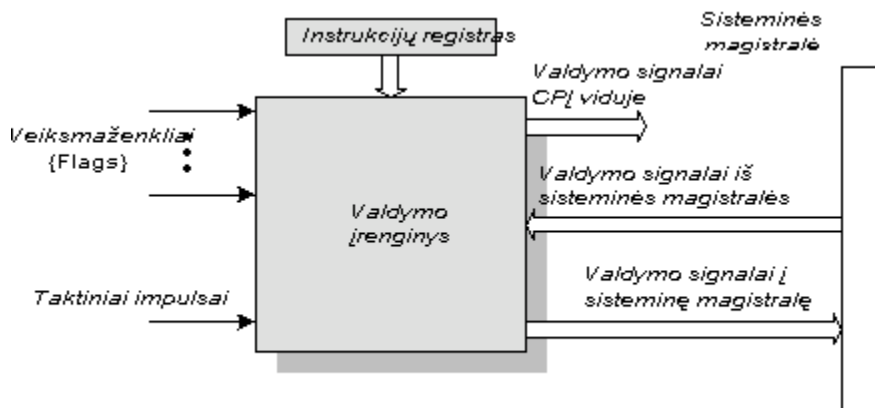 Instrukcijų registras
Sisteminės
magistralė
Valdymo signalai
CPĮ viduje
Veiksmaženkliai
{Flags}
Valdymo signalai iš
sisteminės magistralės
Valdymo
įrenginys
Valdymo signalai į
sisteminę magistralę
Taktiniai impulsai